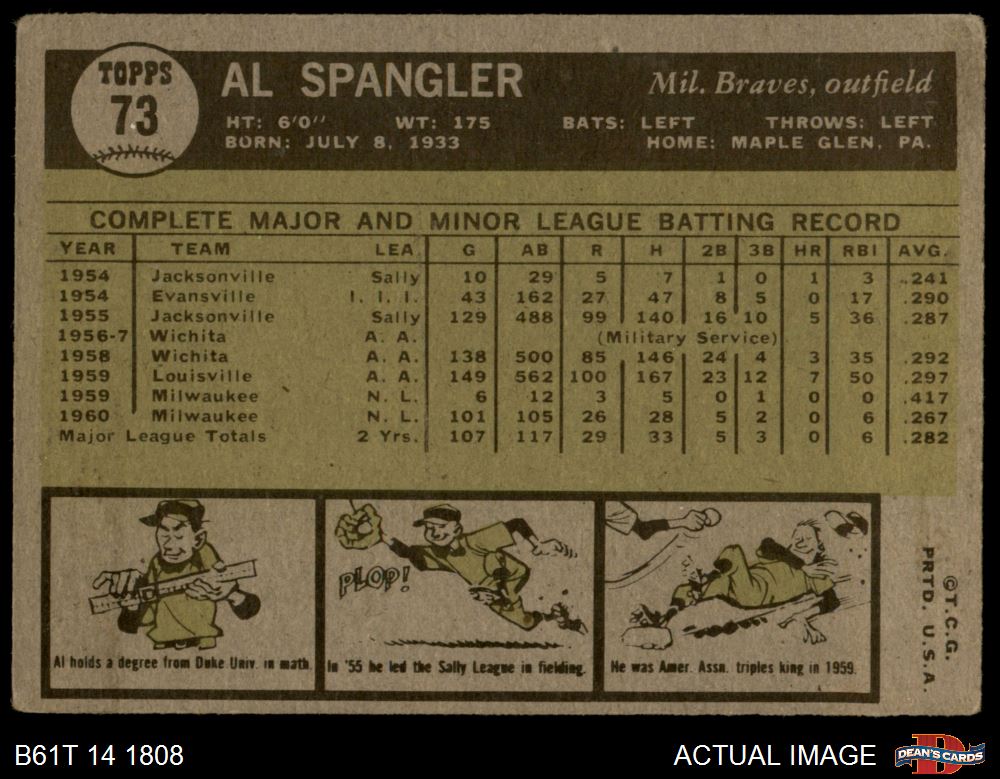 TOPPS
73
AL SPANGLER
Mil. Braves, outfield
HT: 6'0" WT: 175 BATS: LEFT THROWS: LEFT
BORN: JULY 8, 1933 HOME: MAPLE GLEN, PA.
COMPLETE MAJOR AND MINOR LEAGUE BATTING RECORD
YEAR TEAM LEA. G AB R H 2B 3B HR RBI AVG.
1954 Jacksonville Sally 10 29 5 7 1 0 1 3 .241
1954 Evansville I. I. I. 43 162 27 47 8 5 0 17 .290
1955 Jacksonville Sally 129 488 99 140 16 10 5 36 .287
1956-7 Wichita A. A. (Military Service)
1958 Wichita A. A. 138 500 85 146 24 4 3 35 .292
1959 Louisville A. A. 149 562 100 167 23 12 7 50 .297
1959 Milwaukee N. L. 6 12 3 5 0 1 0 0 .417
1960 Milwaukee N. L. 101 105 26 28 5 2 0 6 .267
Major League Totals 2 Yrs. 107 117 29 33 5 3 0 6 .282
Al holds a degree from Duke Univ. in math.
PLOP!
In '55 he led the Sally League in fielding.
He was Amer. Assn. triples king in 1959.
©T.C.G.
PRTD. U.S.A.
B61T 14 1808
ACTUAL IMAGE
DEAN'S CARDS